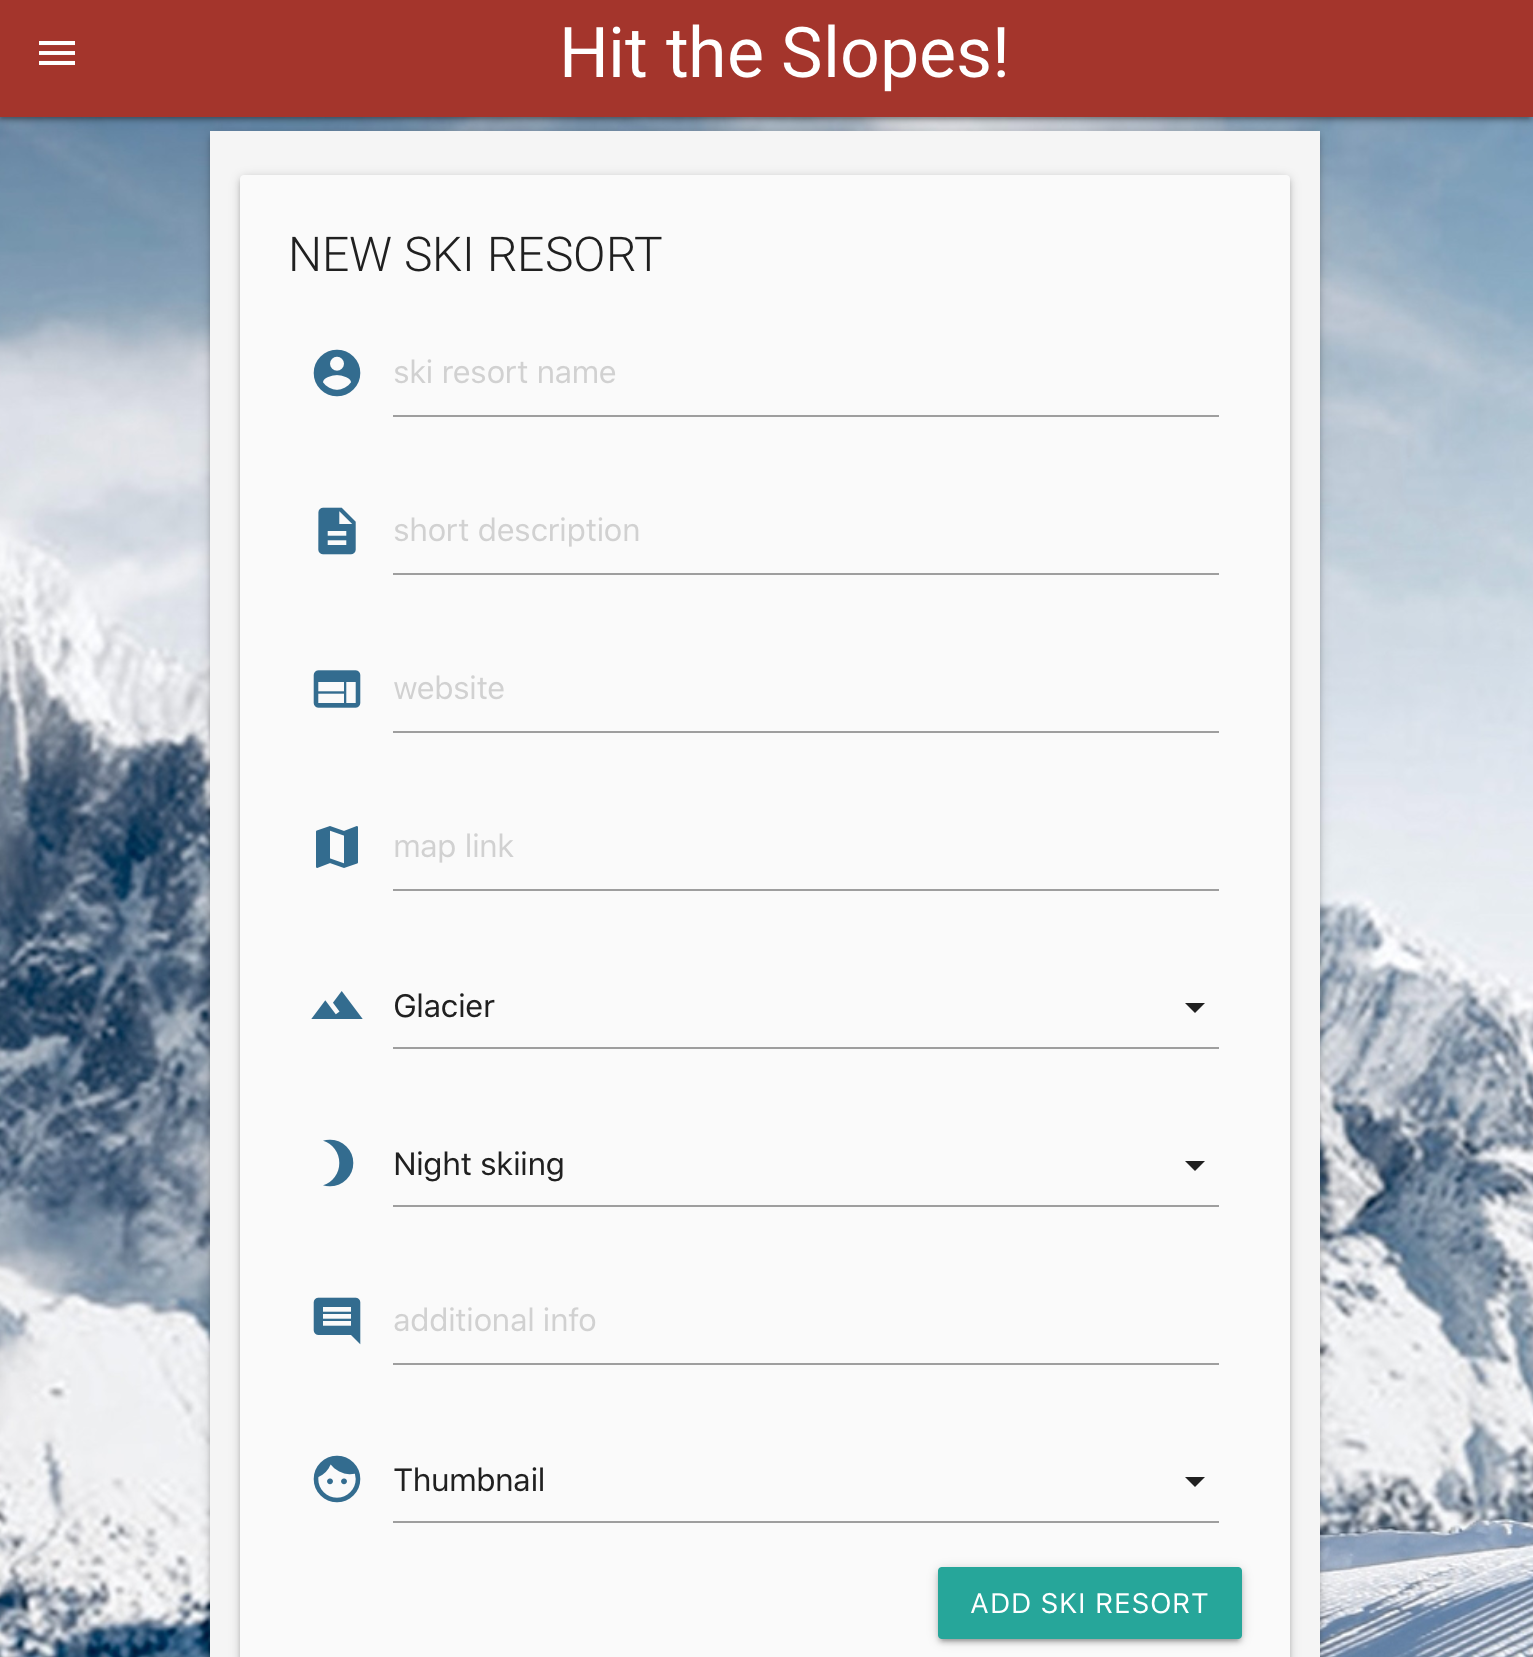 Hit the Slopes!
NEW SKI RESORT
ski resort name
short description
website
map link
Glacier
Night skiing
additional info
Thumbnail
ADD SKI RESORT